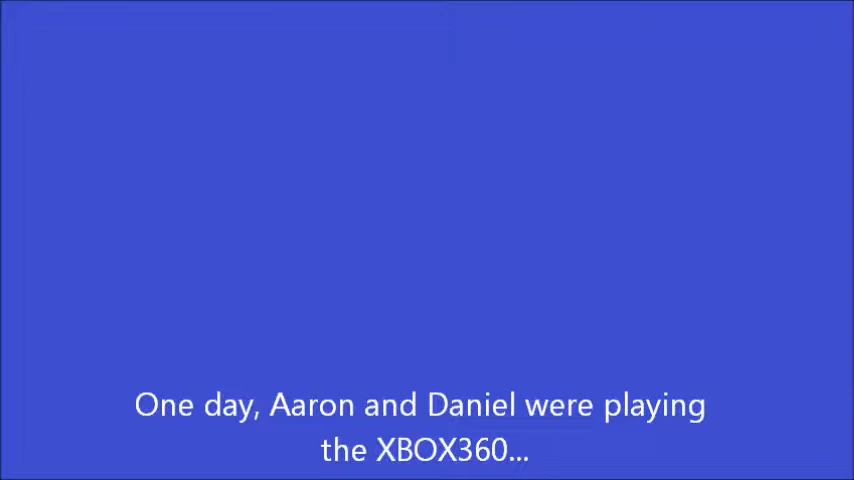 One day, Aaron and Daniel were playing
the XBOX360...